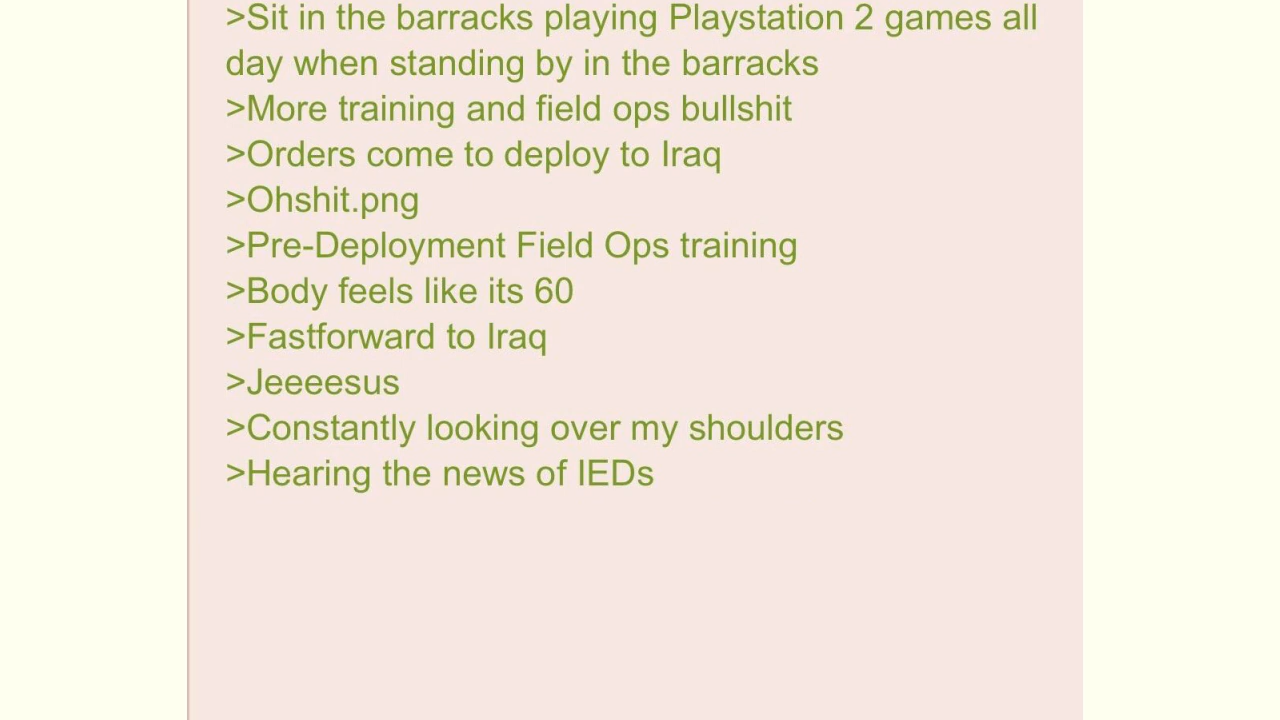 >Sit in the barracks playing Playstation 2 games all
day when standing by in the barracks
>More training and field ops bullshit
>Orders come to deploy to Iraq
>Ohshit.png
>Pre-Deployment Field Ops training
>Body feels like its 60
>Fastforward to Iraq
>Jeeeesus
>Constantly looking over my shoulders
>Hearing the news of IEDs